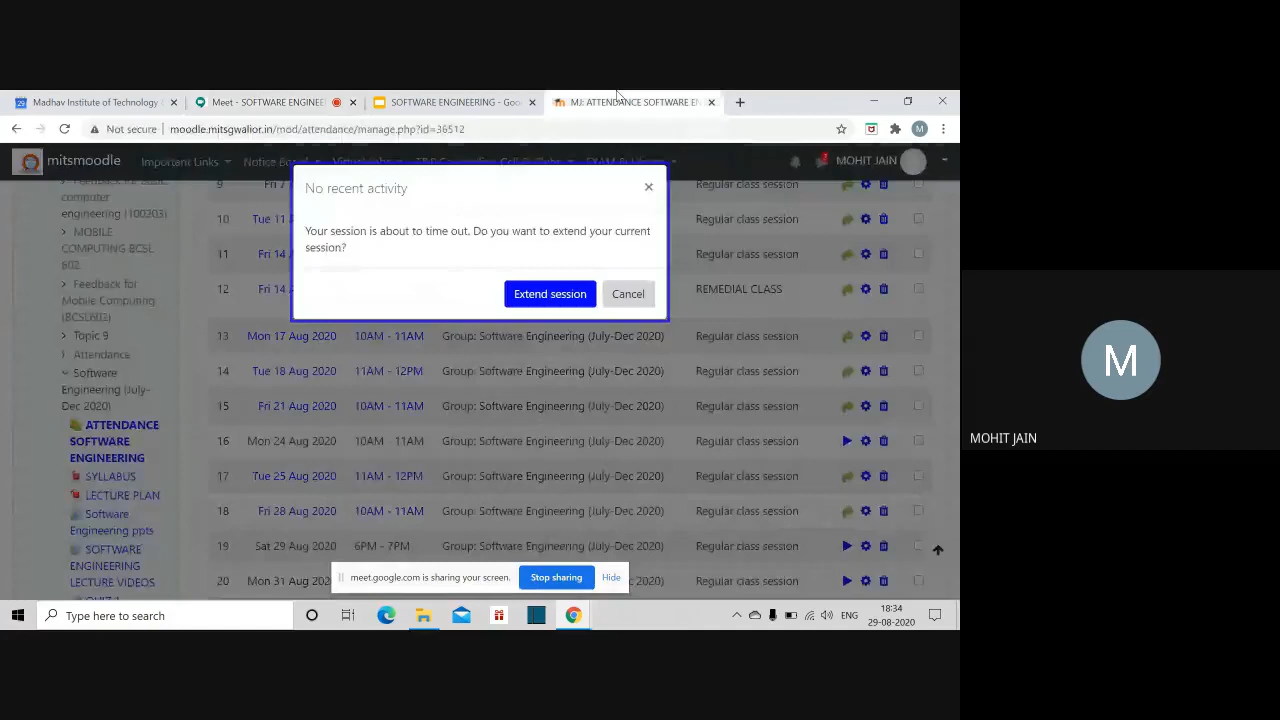 Madhav Institute of Technology
Meet - SOFTWARE ENGINEE
SOFTWARE ENGINEERING - Goo
MJ: ATTENDANCE SOFTWARE EN
Not secure
moodle.mitsgwalior.in/mod/attendance/manage.php?id=36512
M
mitsmoodle
Important Links
MOHIT JAIN
computer
engineering (100203)
MOBILE
COMPUTING BCSL
602
Feedback for
Mobile Computing
(BCSL602)
Topic 9
Attendance
Software
Engineering (July-
Dec 2020)
ATTENDANCE
SOFTWARE
ENGINEERING
SYLLABUS
LECTURE PLAN
Software
Engineering ppts
SOFTWARE
ENGINEERING
LECTURE VIDEOS
No recent activity
Your session is about to time out. Do you want to extend your current
session?
Extend session
Cancel
9 Fri 7 Regular class session
10 Tue 11 Regular class session
11 Fri 14 Regular class session
12 Fri 14 REMEDIAL CLASS
13 Mon 17 Aug 2020 10AM - 11AM Group: Software Engineering (July-Dec 2020) Regular class session
14 Tue 18 Aug 2020 11AM - 12PM Group: Software Engineering (July-Dec 2020) Regular class session
15 Fri 21 Aug 2020 10AM - 11AM Group: Software Engineering (July-Dec 2020) Regular class session
16 Mon 24 Aug 2020 10AM - 11AM Group: Software Engineering (July-Dec 2020) Regular class session
17 Tue 25 Aug 2020 11AM - 12PM Group: Software Engineering (July-Dec 2020) Regular class session
18 Fri 28 Aug 2020 10AM - 11AM Group: Software Engineering (July-Dec 2020) Regular class session
19 Sat 29 Aug 2020 6PM - 7PM Group: Software Engineering (July-Dec 2020) Regular class session
20 Mon 31 Aug 202 Regular class session
meet.google.com is sharing your screen.
Stop sharing
Hide
Type here to search
ENG
18:34
29-08-2020
M
MOHIT JAIN